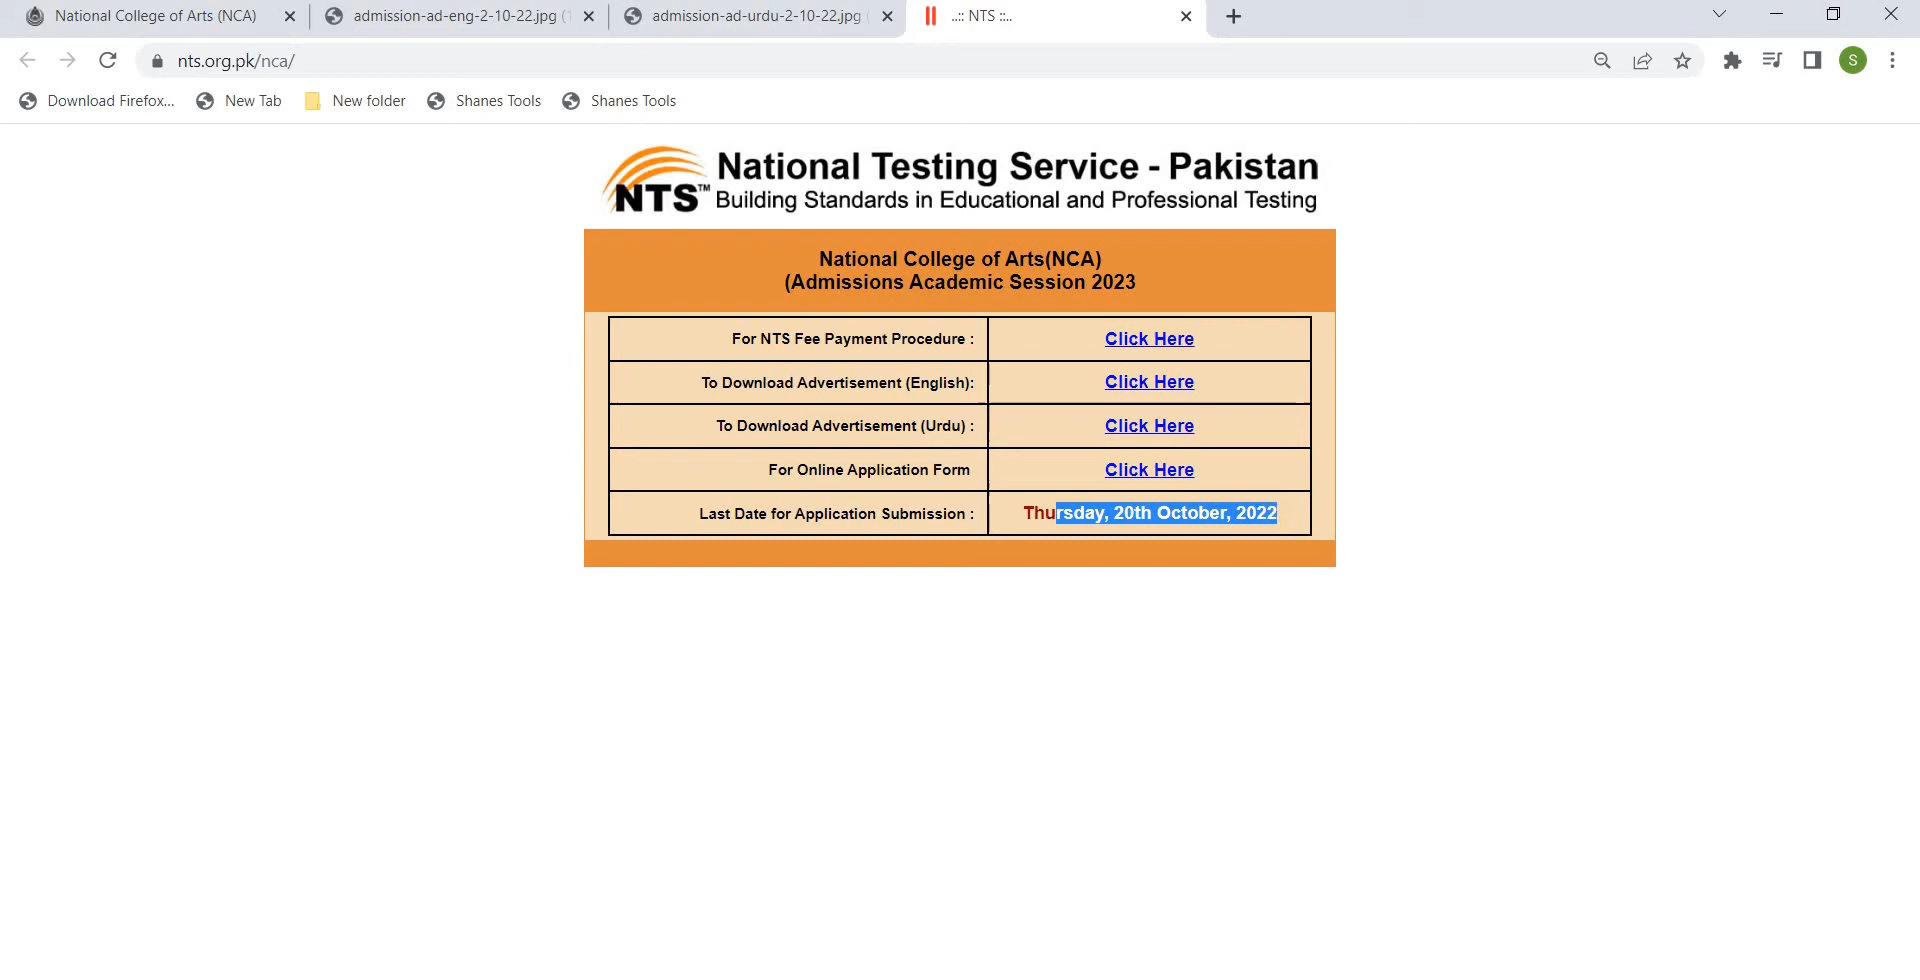 National College of Arts (NCA)
admission-ad-eng-2-10-22.jpg (
admission-ad-urdu-2-10-22.jpg (
..:: NTS ::..
nts.org.pk/nca/
S
Download Firefox...
New Tab
New folder
Shanes Tools
Shanes Tools
NTS™
National Testing Service - Pakistan
Building Standards in Educational and Professional Testing
National College of Arts(NCA)
(Admissions Academic Session 2023
For NTS Fee Payment Procedure : Click Here
To Download Advertisement (English): Click Here
To Download Advertisement (Urdu) : Click Here
For Online Application Form Click Here
Last Date for Application Submission : Thursday, 20th October, 2022